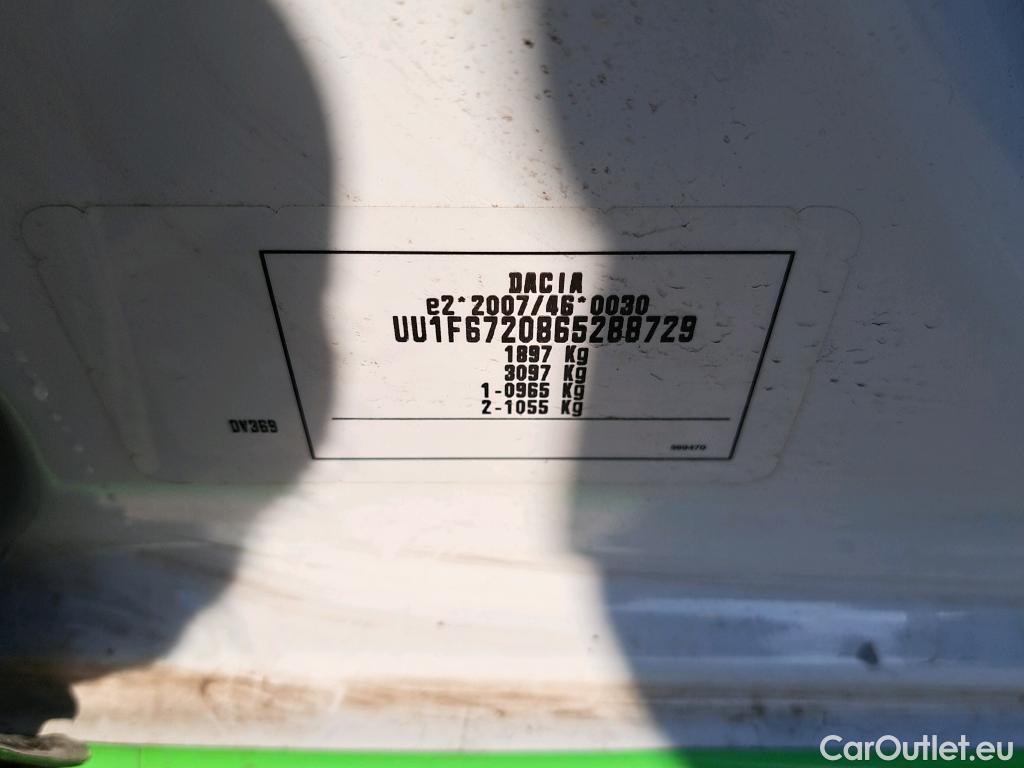 DACIA
e2*2007/46*0030
UU1F6720865288729
1897 Kg
3097 Kg
1-0965 Kg
2-1055 Kg
DV369
CarOutlet.eu